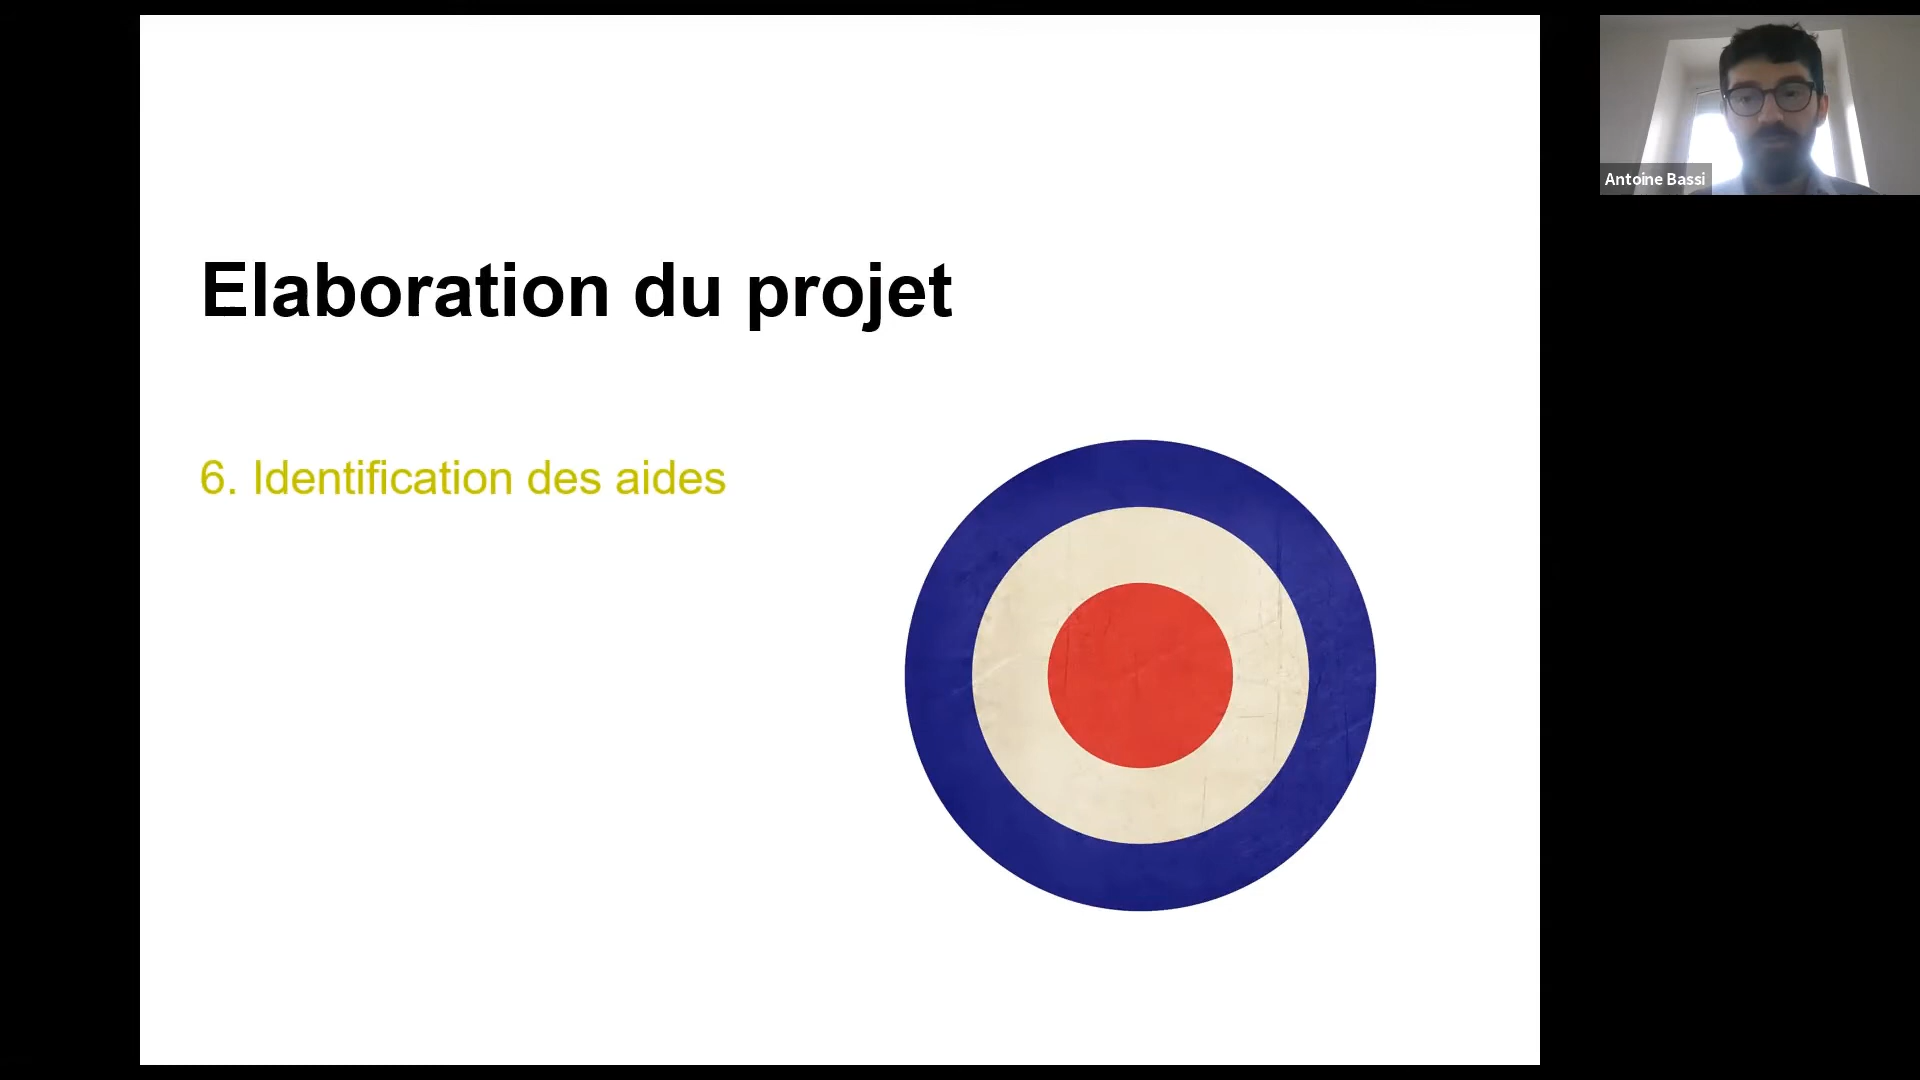 Elaboration du projet
6. Identification des aides
Antoine Bassi